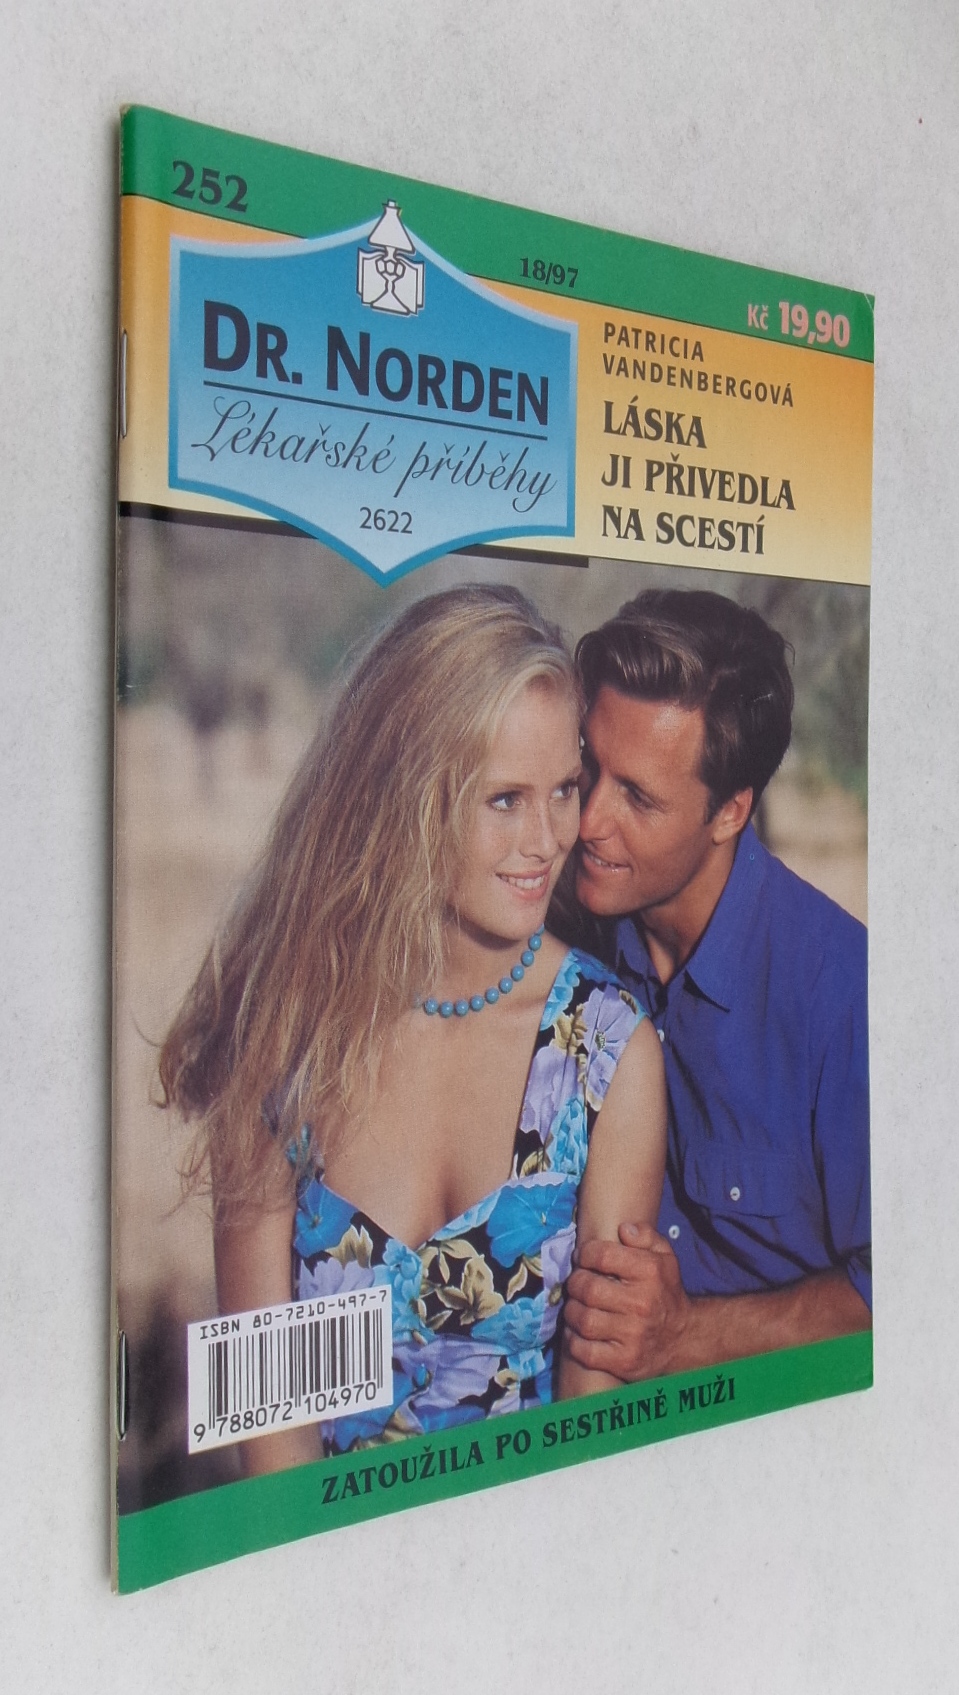 252
18/97
Kč 19,90
DR. NORDEN
Lékařské příběhy
2622
PATRICIA
VANDENBERGOVÁ
LÁSKA
JI PŘIVEDLA
NA SCESTÍ
ISBN 80-7210-497-7
9 788072 104970
ZATOUŽILA PO SESTŘINĚ MUŽI